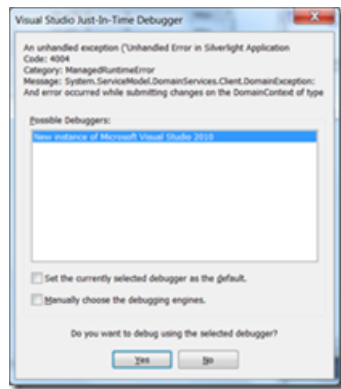 Visual Studio Just-In-Time Debugger
An unhandled exception ('Unhandled Error in Silverlight Application
Code: 4004
Category: ManagedRuntimeError
Message: System.ServiceModel.DomainServices.Client.DomainException:
And error occurred while submitting changes on the DomainContext of type
Possible Debuggers:
New instance of Microsoft Visual Studio 2010
Set the currently selected debugger as the default.
Manually choose the debugging engines.
Do you want to debug using the selected debugger?
Yes
No